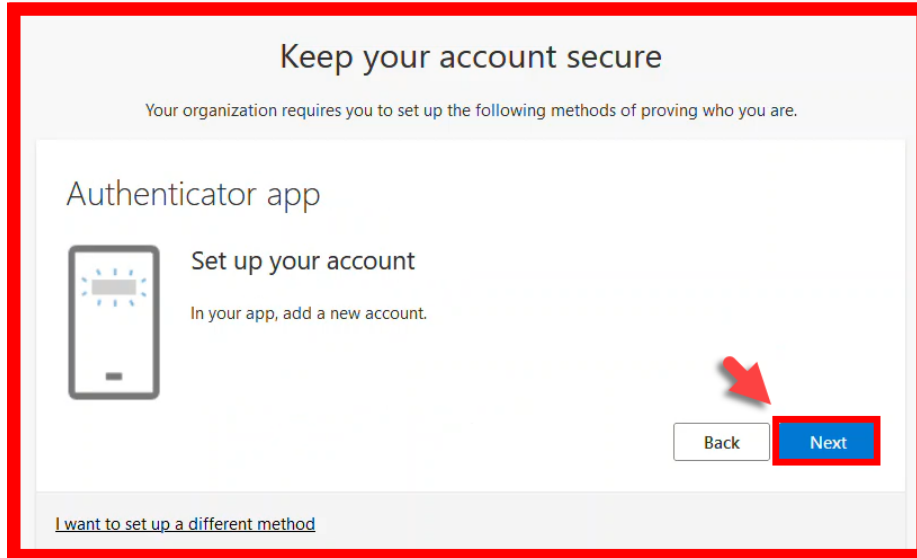 Keep your account secure
Your organization requires you to set up the following methods of proving who you are.
Authenticator app
Set up your account
In your app, add a new account.
Back
Next
I want to set up a different method